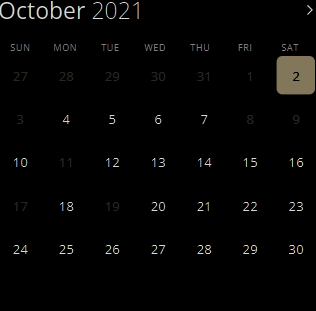 October 2021
SUN MON TUE WED THU FRI SAT
27 28 29 30 31 1 2
3 4 5 6 7 8 9
10 11 12 13 14 15 16
17 18 19 20 21 22 23
24 25 26 27 28 29 30